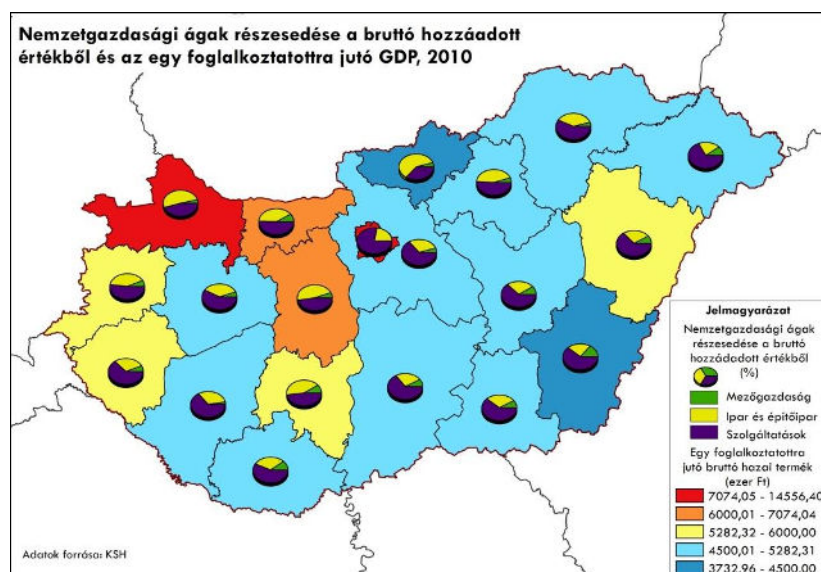 Nemzetgazdasági ágak részesedése a bruttó hozzáadott
értékből és az egy foglalkoztatottra jutó GDP, 2010
Jelmagyarázat
Nemzetgazdasági ágak
részesedése a bruttó
hozzádadott értékből
(%)
Mezőgazdaság
Ipar és építőipar
Szolgáltatások
Egy foglalkoztatottra
jutó bruttó hazai termék
(ezer Ft)
7074,05 - 14556,40
6000,01 - 7074,04
5282,32 - 6000,00
4500,01 - 5282,31
3732,96 - 4500,00
Adatok forrása: KSH